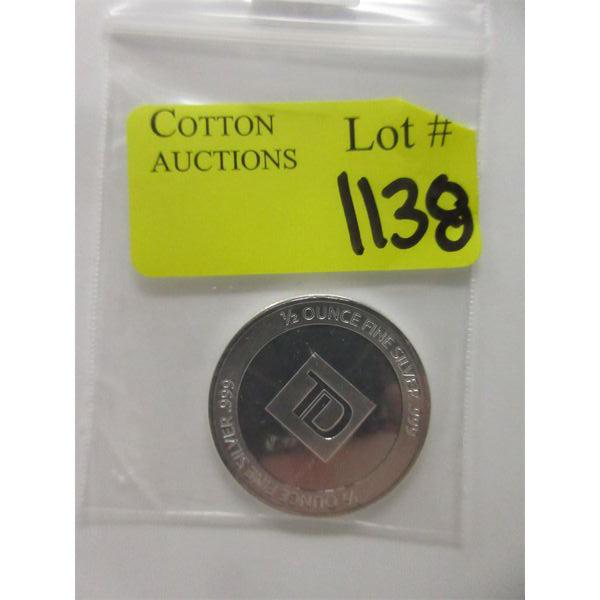 COTTON
AUCTIONS
Lot #
1138
½ OUNCE FINE SILVER .999
½ OUNCE FINE SILVER .999
TD